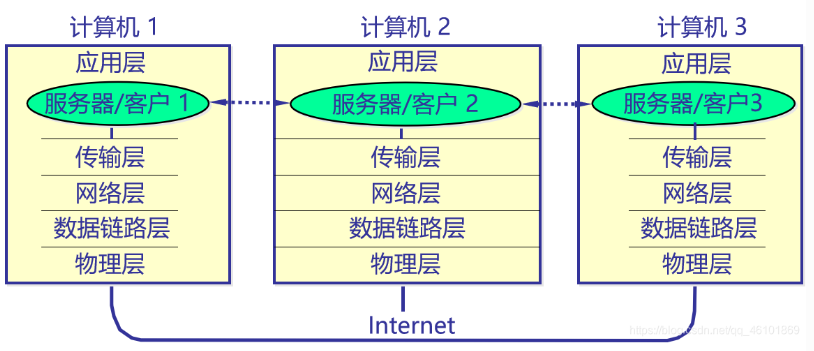 计算机 1
计算机 2
计算机 3
应用层
应用层
应用层
服务器/客户 1
服务器/客户 2
服务器/客户3
传输层
传输层
传输层
网络层
网络层
网络层
数据链路层
数据链路层
数据链路层
物理层
物理层
物理层
Internet
https://blog.csdn.net/qq_46101869